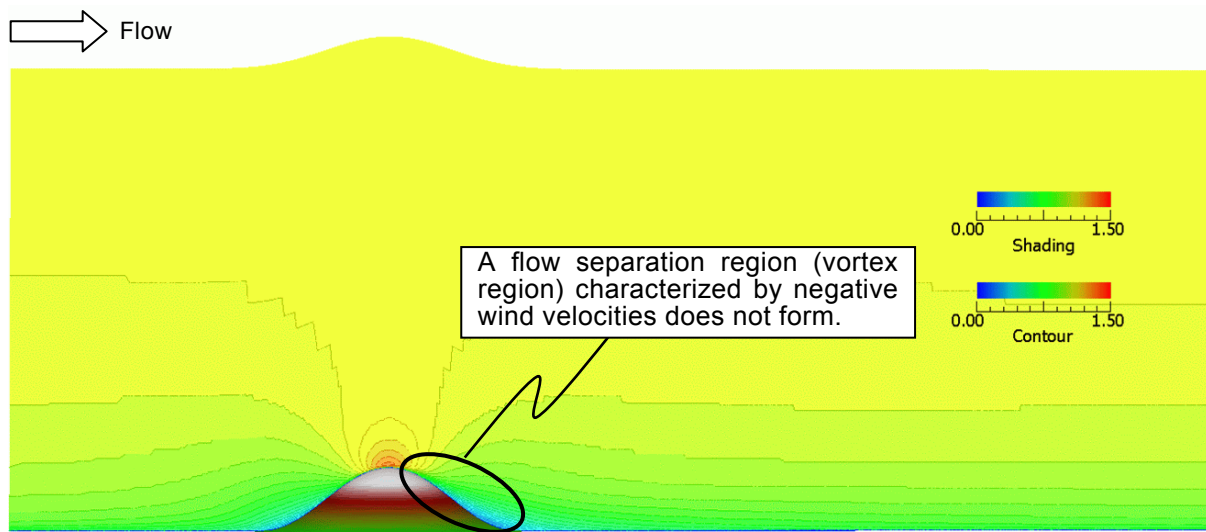 Flow
A flow separation region (vortex
region) characterized by negative
wind velocities does not form.
0.00 1.50
Shading
0.00 1.50
Contour